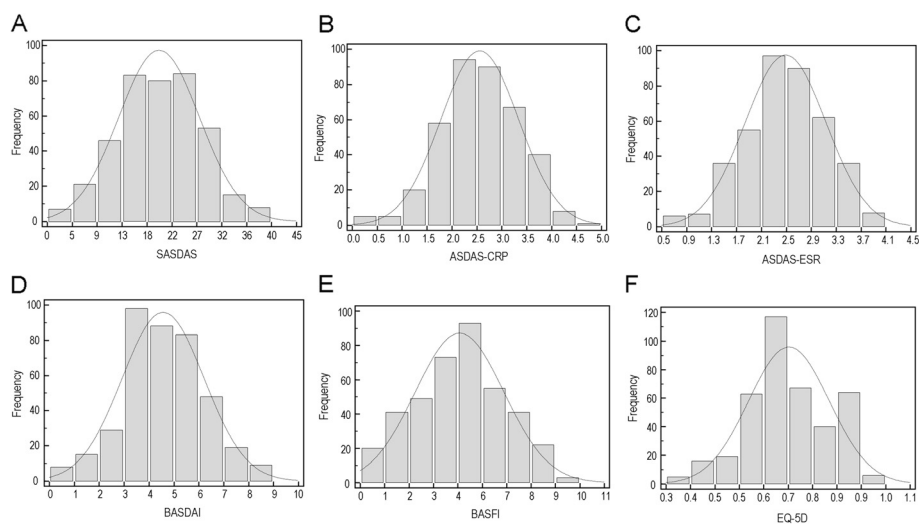 A
B
C
100
80
60
40
20
0
Frequency
0 5 9 13 18 22 27 32 36 40 45
SASDAS
100
80
60
40
20
0
Frequency
0.0 0.5 1.0 1.5 2.0 2.5 3.0 3.5 4.0 4.5 5.0
ASDAS-CRP
100
80
60
40
20
0
Frequency
0.5 0.9 1.3 1.7 2.1 2.5 2.9 3.3 3.7 4.1 4.5
ASDAS-ESR
D
E
F
100
80
60
40
20
0
Frequency
0 1 2 3 4 5 6 7 8 9 10
BASDAI
100
80
60
40
20
0
Frequency
0 1 2 3 4 5 6 7 8 9 10 11
BASFI
120
100
80
60
40
20
0
Frequency
0.3 0.4 0.5 0.5 0.6 0.7 0.8 0.9 1.0 1.1
EQ-5D